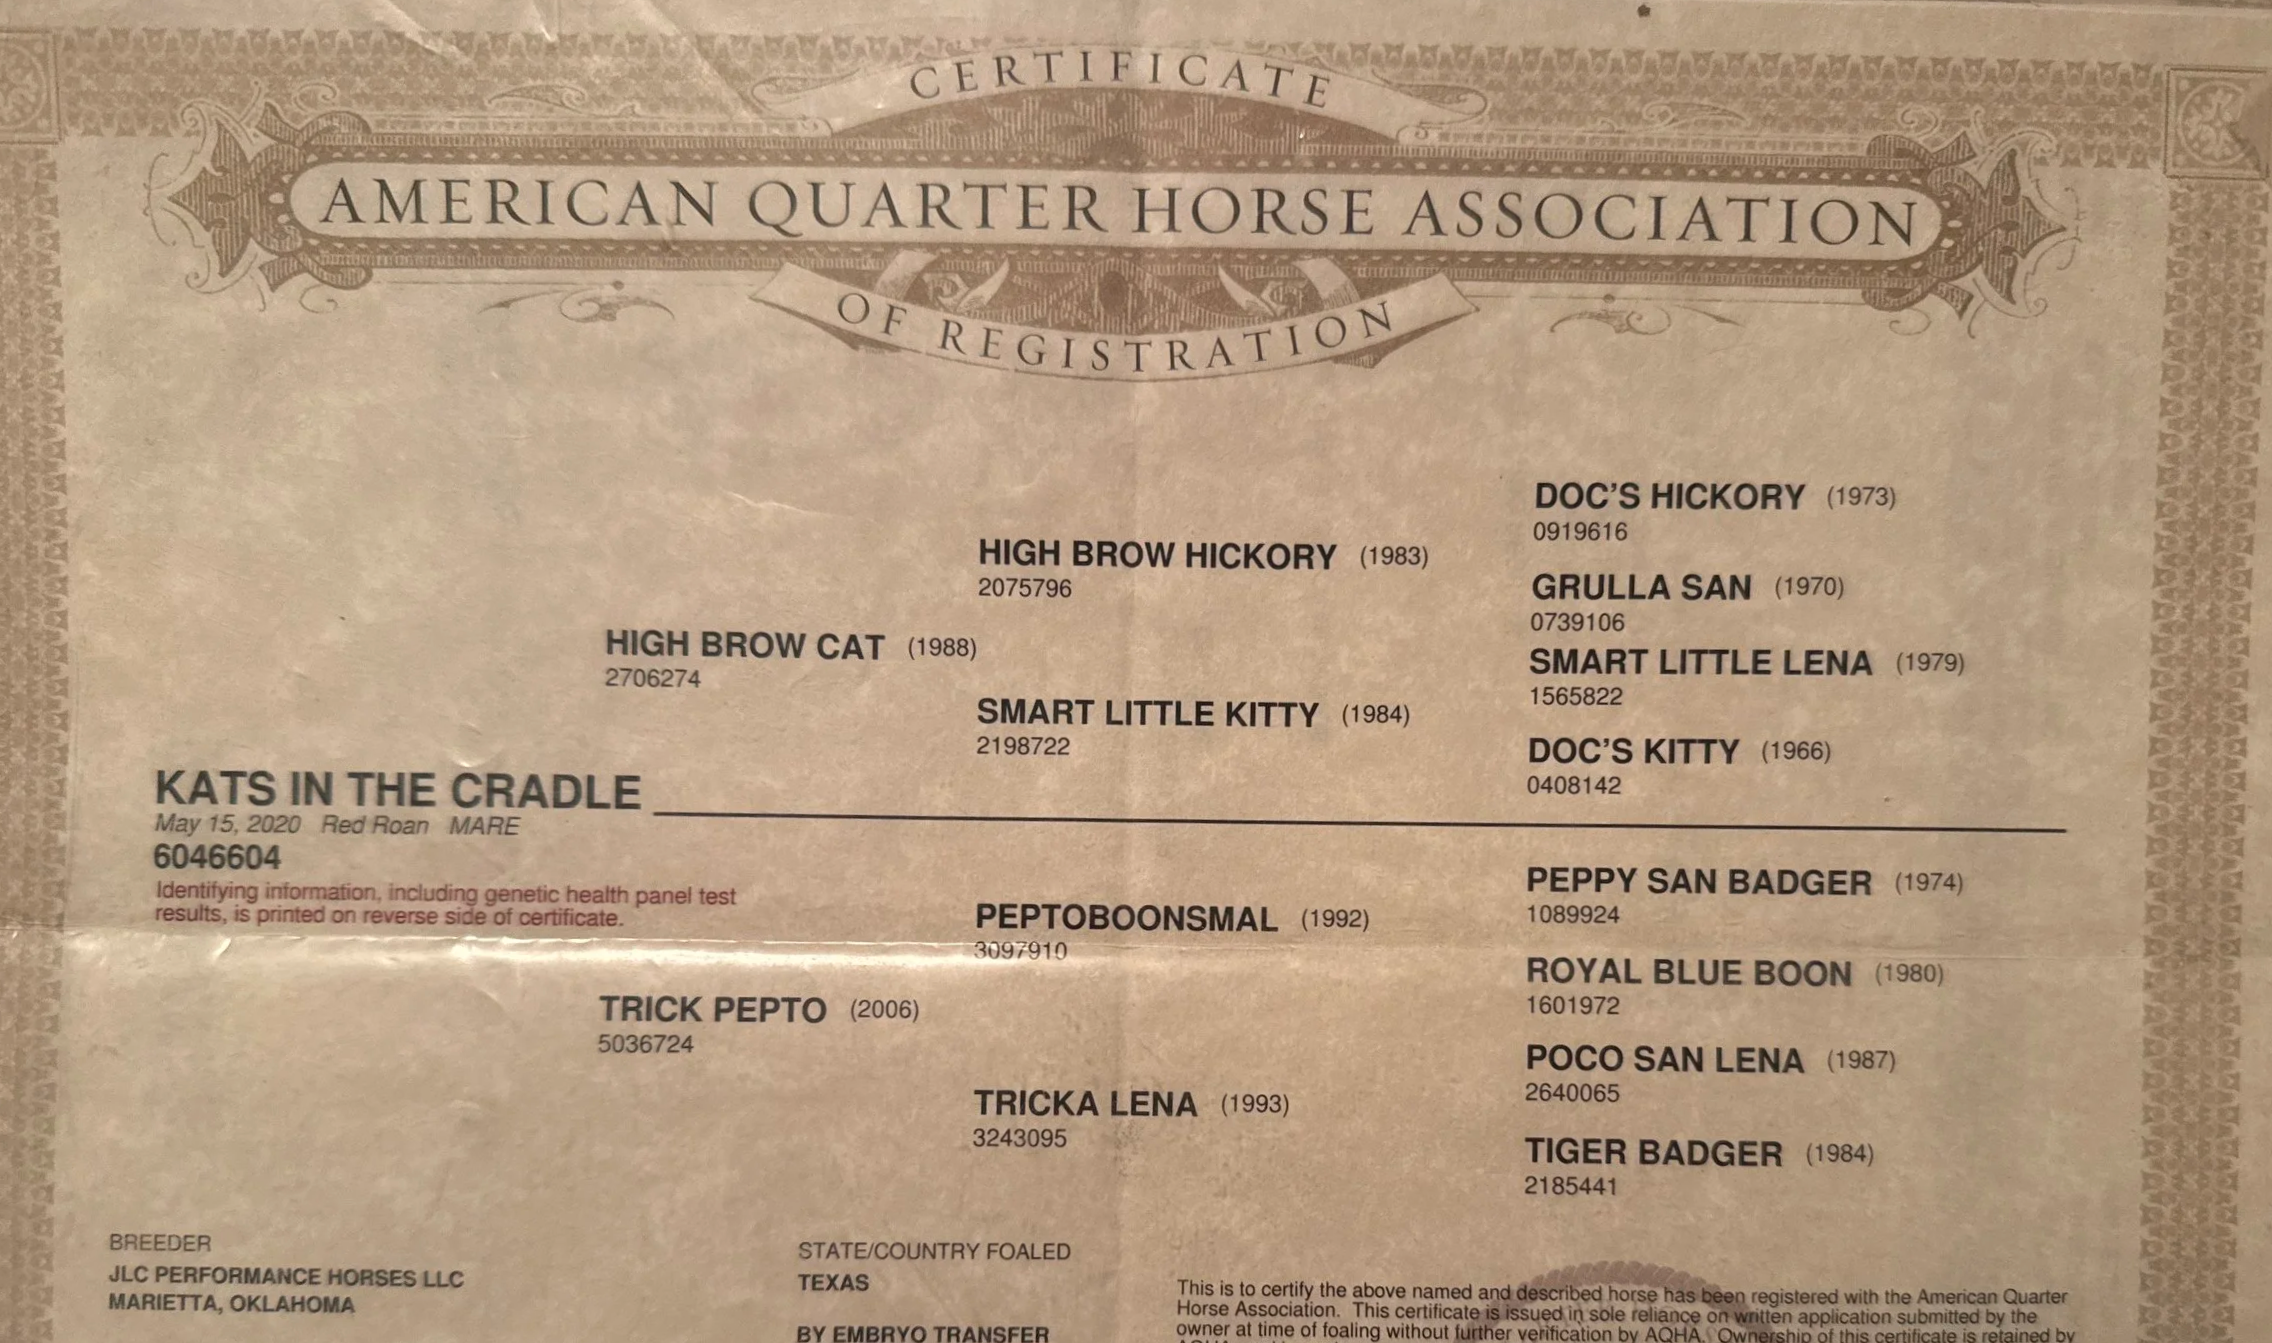 CERTIFICATE
AMERICAN QUARTER HORSE ASSOCIATION
OF REGISTRATION
DOC'S HICKORY (1973)
0919616
HIGH BROW HICKORY (1983)
2075796
GRULLA SAN (1970)
0739106
HIGH BROW CAT (1988)
2706274
SMART LITTLE LENA (1979)
1565822
SMART LITTLE KITTY (1984)
2198722
DOC'S KITTY (1966)
0408142
KATS IN THE CRADLE
May 15, 2020 Red Roan MARE
6046604
Identifying information, including genetic health panel test
results, is printed on reverse side of certificate.
PEPPY SAN BADGER (1974)
1089924
PEPTOBOONSMAL (1992)
3097910
ROYAL BLUE BOON (1980)
1601972
TRICK PEPTO (2006)
5036724
POCO SAN LENA (1987)
2640065
TRICKA LENA (1993)
3243095
TIGER BADGER (1984)
2185441
BREEDER
JLC PERFORMANCE HORSES LLC
MARIETTA, OKLAHOMA
STATE/COUNTRY FOALED
TEXAS
BY EMBRYO TRANSFER
This is to certify the above named and described horse has been registered with the American Quarter
Horse Association. This certificate is issued in sole reliance on written application submitted by the
owner at time of foaling without further verification by AQHA. Ownership of this certificate is retained by